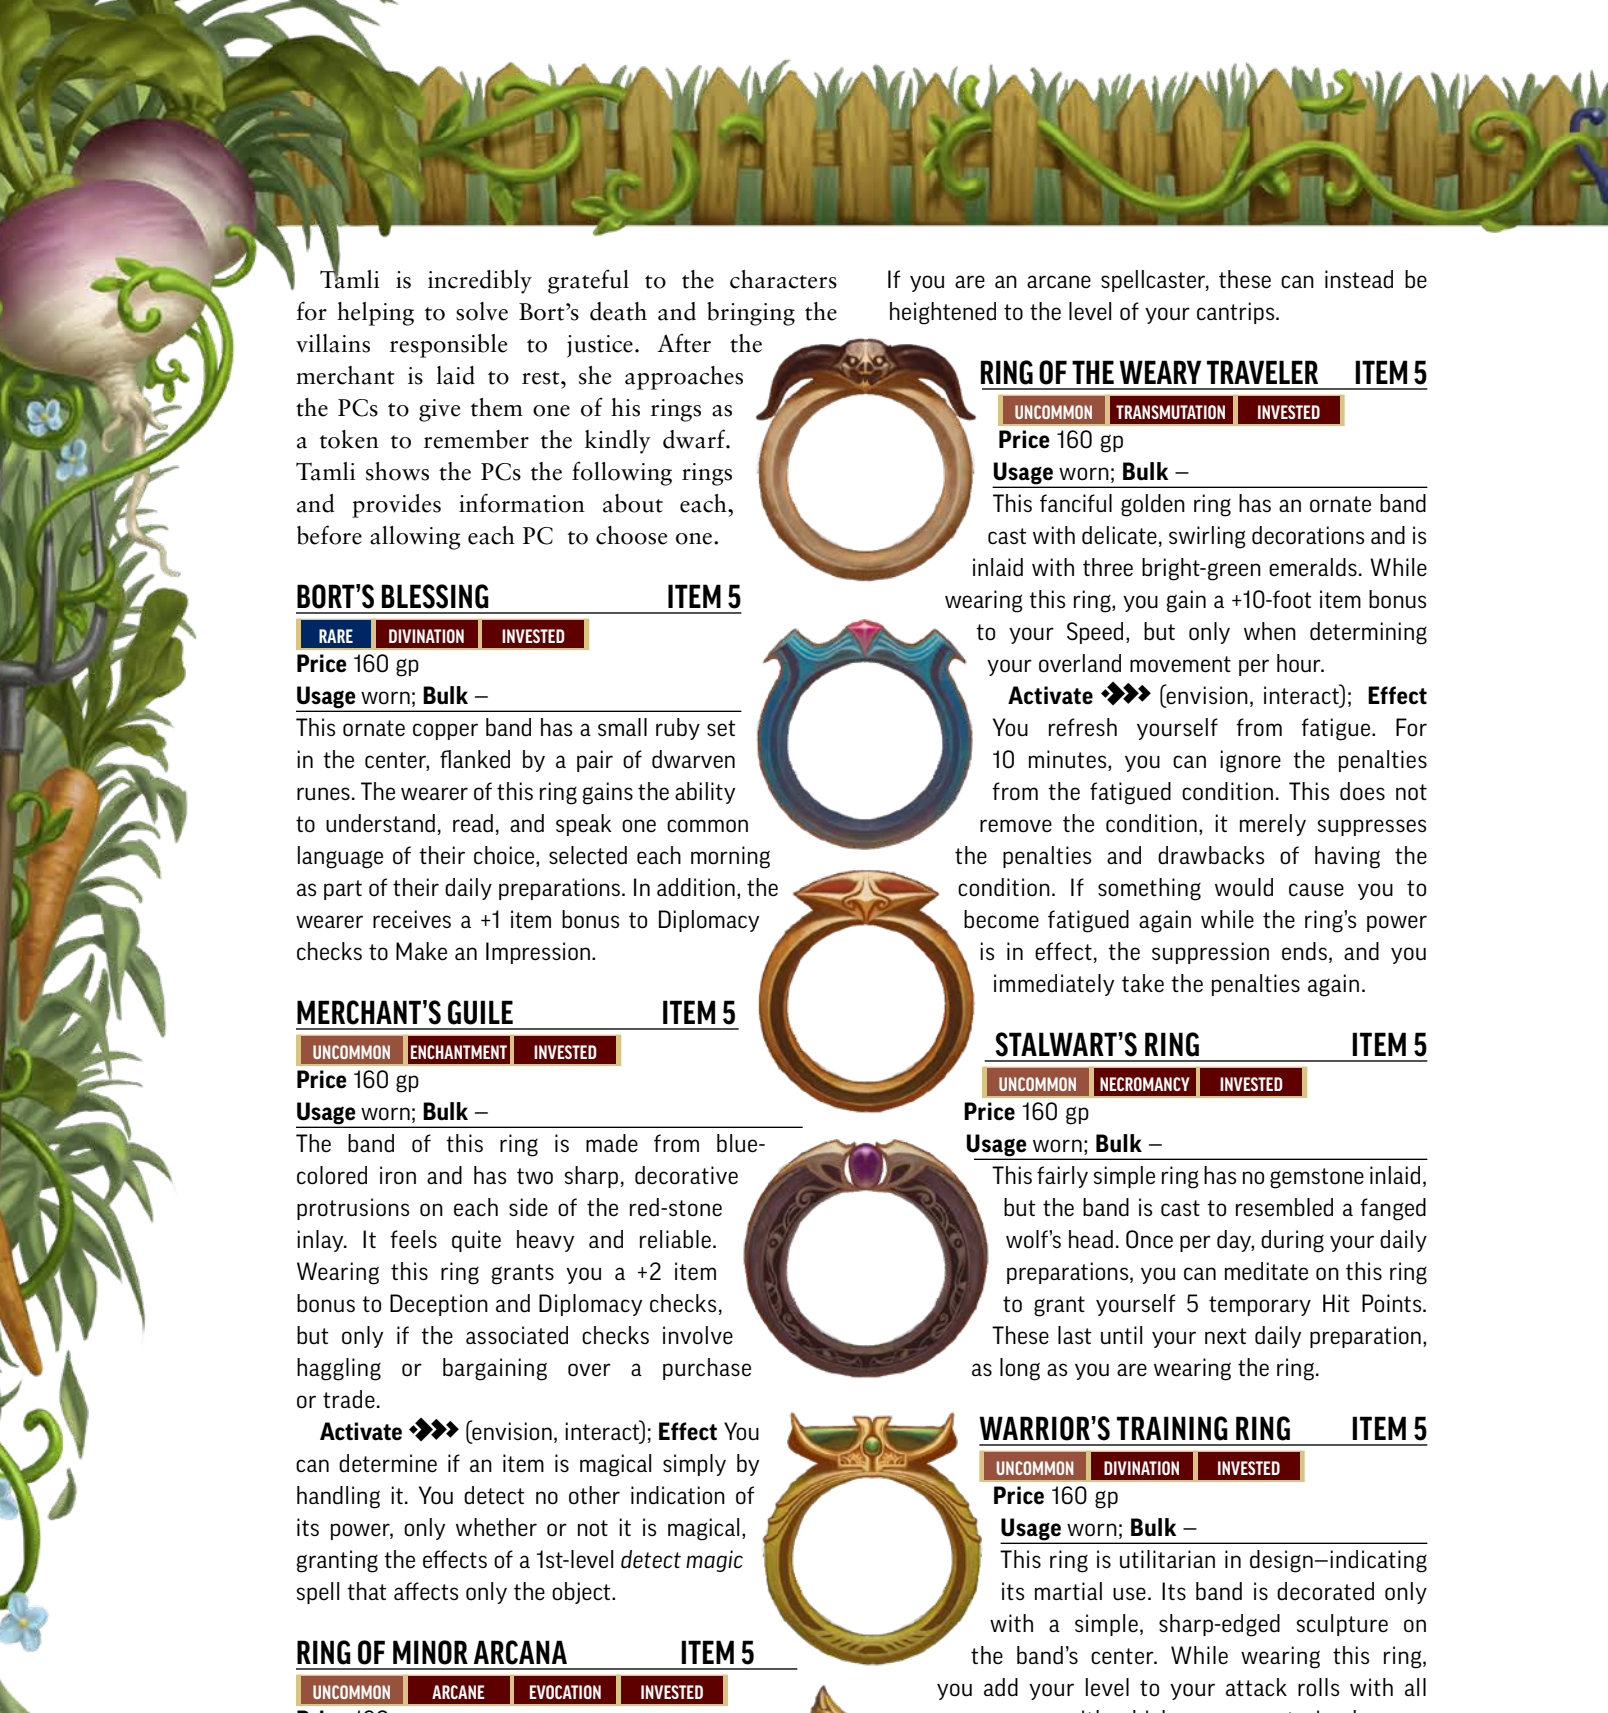 Tamli is incredibly grateful to the characters
for helping to solve Bort’s death and bringing the
villains responsible to justice. After the
merchant is laid to rest, she approaches
the PCs to give them one of his rings as
a token to remember the kindly dwarf.
Tamli shows the PCs the following rings
and provides information about each,
before allowing each PC to choose one.
BORT’S BLESSING ITEM 5
RARE DIVINATION INVESTED
Price 160 gp
Usage worn; Bulk –
This ornate copper band has a small ruby set
in the center, flanked by a pair of dwarven
runes. The wearer of this ring gains the ability
to understand, read, and speak one common
language of their choice, selected each morning
as part of their daily preparations. In addition, the
wearer receives a +1 item bonus to Diplomacy
checks to Make an Impression.
MERCHANT’S GUILE ITEM 5
UNCOMMON ENCHANTMENT INVESTED
Price 160 gp
Usage worn; Bulk –
The band of this ring is made from blue-
colored iron and has two sharp, decorative
protrusions on each side of the red-stone
inlay. It feels quite heavy and reliable.
Wearing this ring grants you a +2 item
bonus to Deception and Diplomacy checks,
but only if the associated checks involve
haggling or bargaining over a purchase
or trade.
Activate (envision, interact); Effect You
can determine if an item is magical simply by
handling it. You detect no other indication of
its power, only whether or not it is magical,
granting the effects of a 1st-level detect magic
spell that affects only the object.
RING OF MINOR ARCANA ITEM 5
UNCOMMON ARCANE EVOCATION INVESTED
If you are an arcane spellcaster, these can instead be
heightened to the level of your cantrips.
RING OF THE WEARY TRAVELER ITEM 5
UNCOMMON TRANSMUTATION INVESTED
Price 160 gp
Usage worn; Bulk –
This fanciful golden ring has an ornate band
cast with delicate, swirling decorations and is
inlaid with three bright-green emeralds. While
wearing this ring, you gain a +10-foot item bonus
to your Speed, but only when determining
your overland movement per hour.
Activate (envision, interact); Effect
You refresh yourself from fatigue. For
10 minutes, you can ignore the penalties
from the fatigued condition. This does not
remove the condition, it merely suppresses
the penalties and drawbacks of having the
condition. If something would cause you to
become fatigued again while the ring’s power
is in effect, the suppression ends, and you
immediately take the penalties again.
STALWART’S RING ITEM 5
UNCOMMON NECROMANCY INVESTED
Price 160 gp
Usage worn; Bulk –
This fairly simple ring has no gemstone inlaid,
but the band is cast to resembled a fanged
wolf’s head. Once per day, during your daily
preparations, you can meditate on this ring
to grant yourself 5 temporary Hit Points.
These last until your next daily preparation,
as long as you are wearing the ring.
WARRIOR’S TRAINING RING ITEM 5
UNCOMMON DIVINATION INVESTED
Price 160 gp
Usage worn; Bulk –
This ring is utilitarian in design—indicating
its martial use. Its band is decorated only
with a simple, sharp-edged sculpture on
the band’s center. While wearing this ring,
you add your level to your attack rolls with all